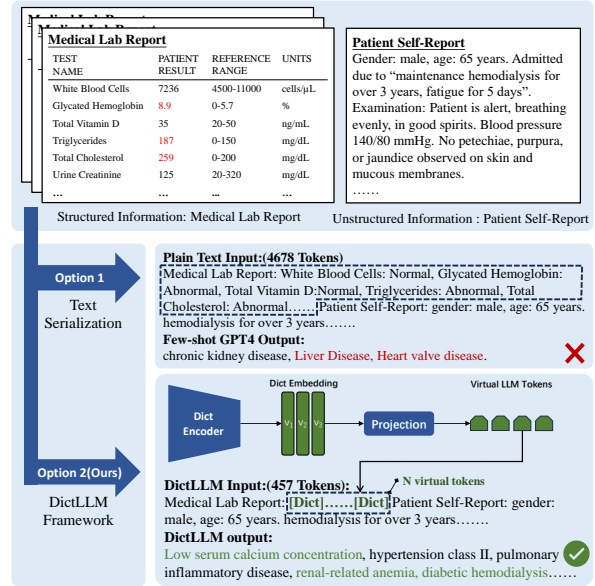 Medical Lab Report
Medical Lab Report
Medical Lab Report
TEST NAME PATIENT RESULT REFERENCE RANGE UNITS
White Blood Cells 7236 4500-11000 cells/µL
Glycated Hemoglobin 8.9 0-5.7 %
Total Vitamin D 35 20-50 ng/mL
Triglycerides 187 0-150 mg/dL
Total Cholesterol 259 0-200 mg/dL
Urine Creatinine 125 20-320 mg/dL
... ... ... ...
Structured Information: Medical Lab Report
Patient Self-Report
Gender: male, age: 65 years. Admitted
due to “maintenance hemodialysis for
over 3 years, fatigue for 5 days”.
Examination: Patient is alert, breathing
evenly, in good spirits. Blood pressure
140/80 mmHg. No petechiae, purpura,
or jaundice observed on skin and
mucous membranes.
……
Unstructured Information : Patient Self-Report
Option 1
Text
Serialization
Plain Text Input:(4678 Tokens)
Medical Lab Report: White Blood Cells: Normal, Glycated Hemoglobin:
Abnormal, Total Vitamin D:Normal, Triglycerides: Abnormal, Total
Cholesterol: Abnormal…… Patient Self-Report: gender: male, age: 65 years.
hemodialysis for over 3 years…….
Few-shot GPT4 Output:
chronic kidney disease, Liver Disease, Heart valve disease.
Option 2(Ours)
DictLLM
Framework
Dict Embedding
Virtual LLM Tokens
Dict
Encoder
V1 V2 V3
Projection
N virtual tokens
DictLLM Input:(457 Tokens):
Medical Lab Report: [Dict]……[Dict] Patient Self-Report: gender:
male, age: 65 years. hemodialysis for over 3 years…….
DictLLM output:
Low serum calcium concentration, hypertension class II, pulmonary
inflammatory disease, renal-related anemia, diabetic hemodialysis……